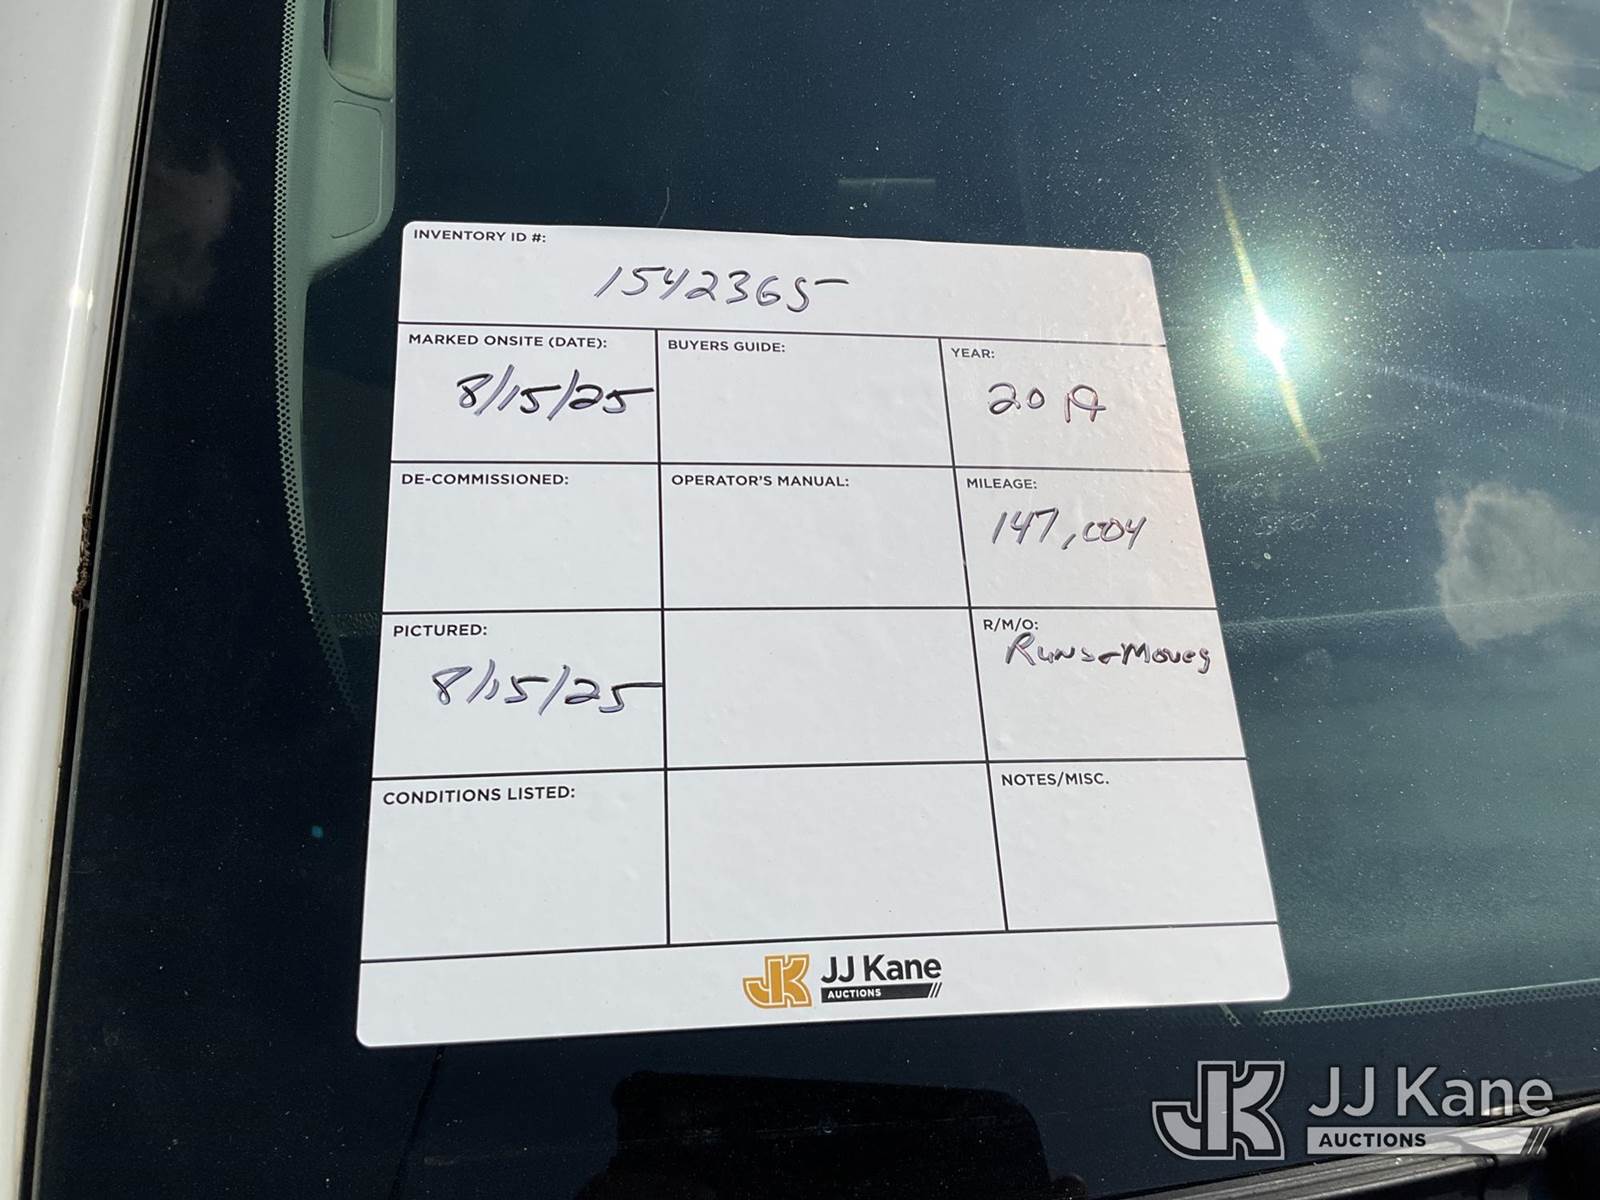 INVENTORY ID #:
1542365
MARKED ONSITE (DATE):
8/15/25
BUYERS GUIDE:
YEAR:
DE-COMMISSIONED:
OPERATOR'S MANUAL:
MILEAGE:
147,004
PICTURED:
8/15/25
R/M/O:
Runs & Moves
CONDITIONS LISTED:
NOTES/MISC.
JK JJ Kane
AUCTIONS
JK JJ Kane
AUCTIONS